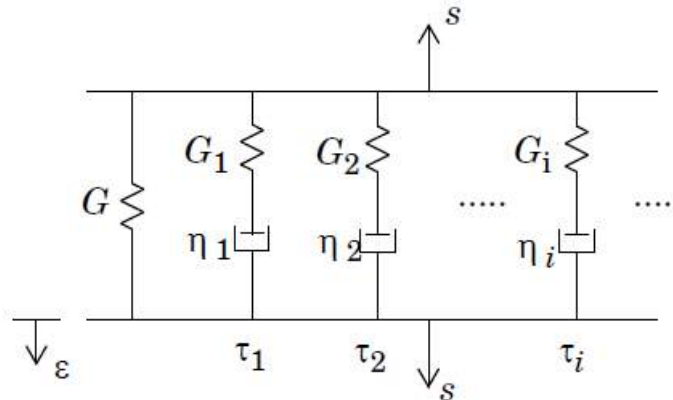 s
G₁ G₂ Gᵢ
..... ....
G
η₁ η₂ ηᵢ
ε τ₁ τ₂ τᵢ
s